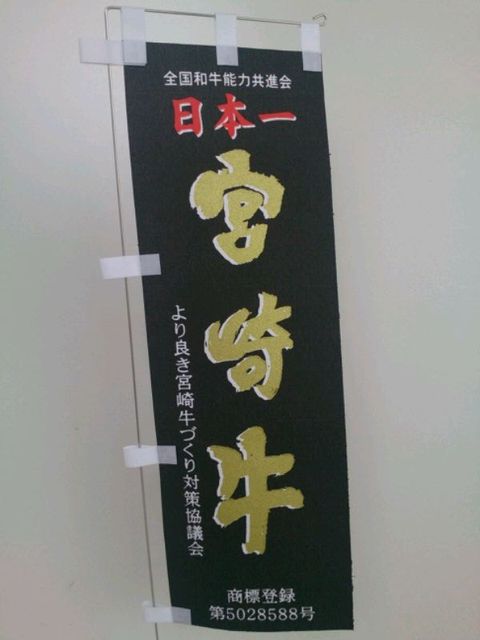 全国和牛能力共進会
日本一
宮崎牛
より良き宮崎牛づくり対策協議会
商標登録
第5028588号